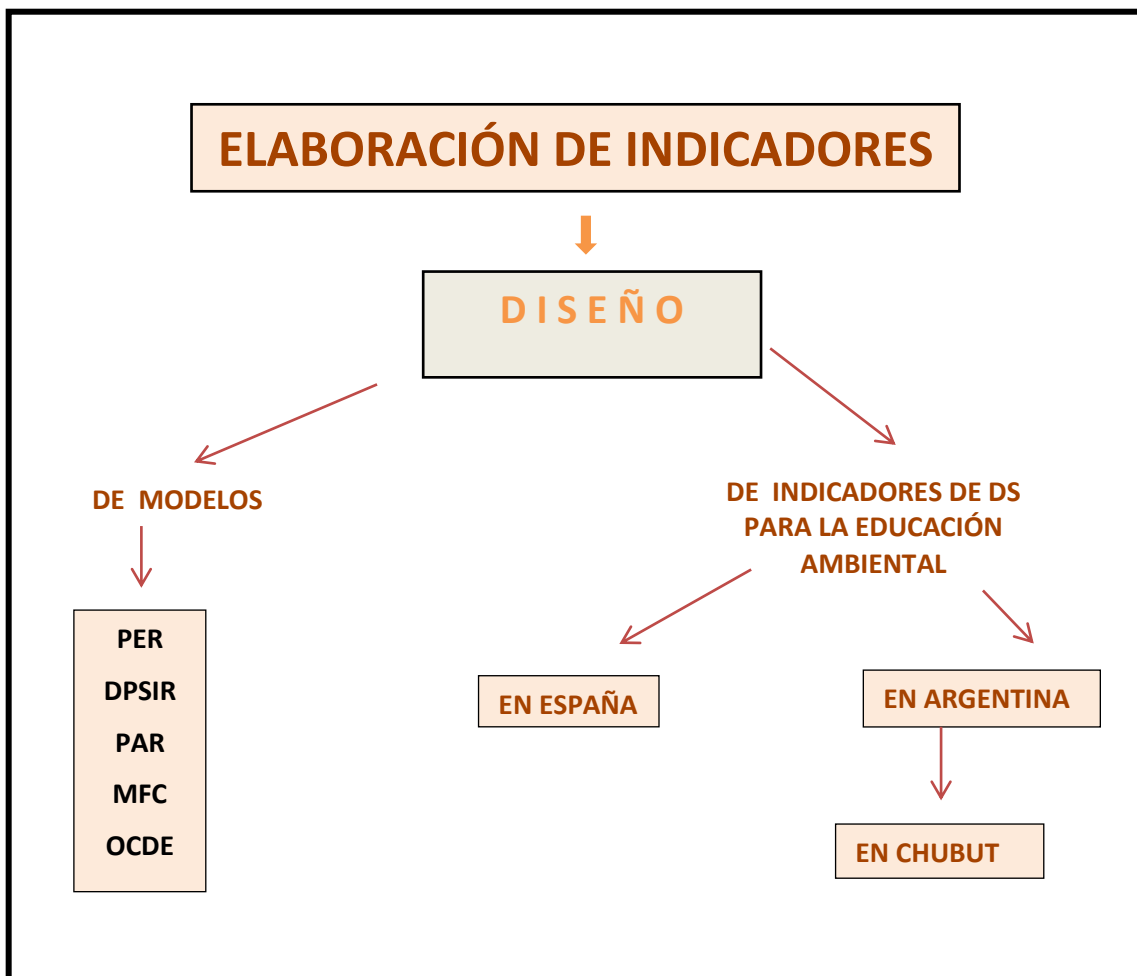 ELABORACIÓN DE INDICADORES
D I S E Ñ O
DE MODELOS
PER
DPSIR
PAR
MFC
OCDE
DE INDICADORES DE DS
PARA LA EDUCACIÓN
AMBIENTAL
EN ESPAÑA
EN ARGENTINA
EN CHUBUT